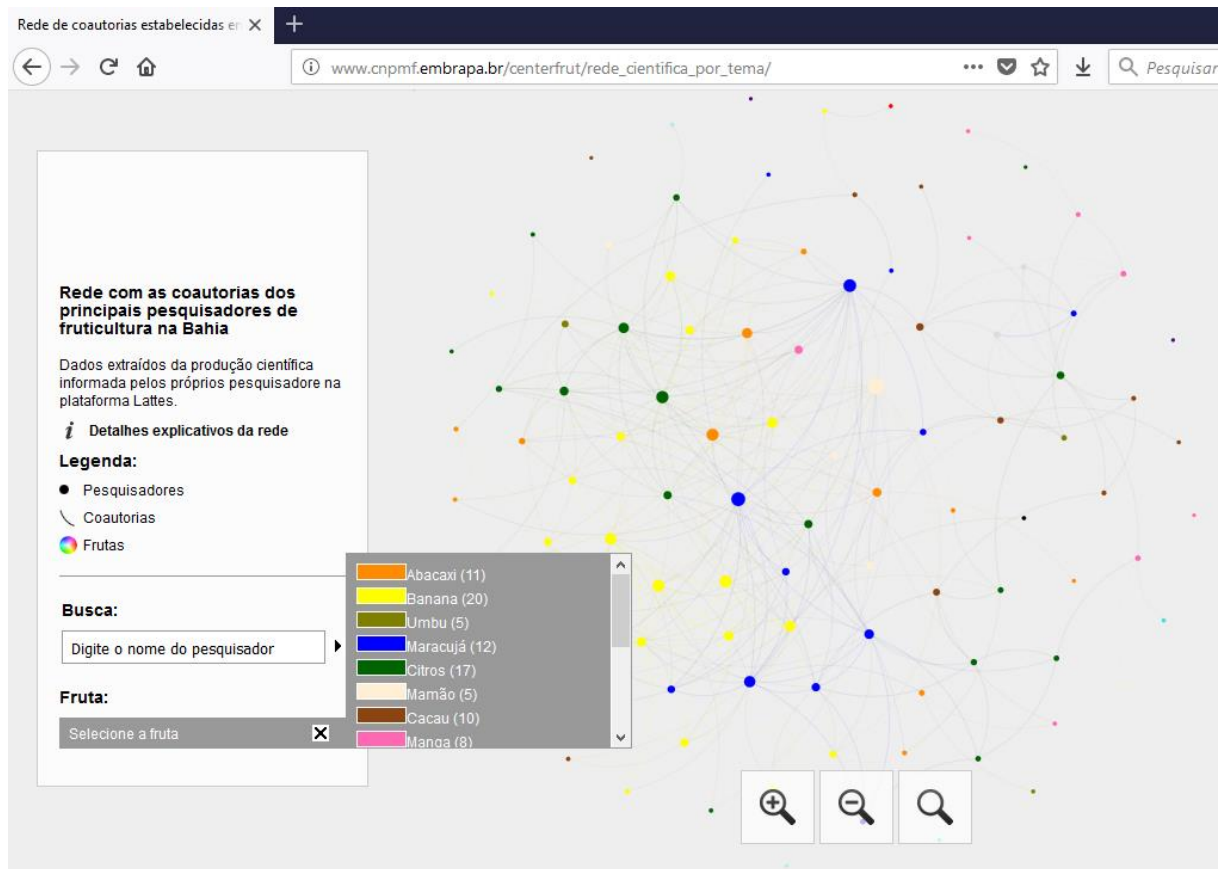 Rede de coautorias estabelecidas er
www.cnpmf.embrapa.br/centerfrut/rede_cientifica_por_tema/
Pesquisar
Rede com as coautorias dos
principais pesquisadores de
fruticultura na Bahia
Dados extraídos da produção científica
informada pelos próprios pesquisadore na
plataforma Lattes.
i Detalhes explicativos da rede
Legenda:
Pesquisadores
Coautorias
Frutas
Busca:
Digite o nome do pesquisador
Fruta:
Selecione a fruta
Abacaxi (11)
Banana (20)
Umbu (5)
Maracujá (12)
Citros (17)
Mamão (5)
Cacau (10)
Manga (8)